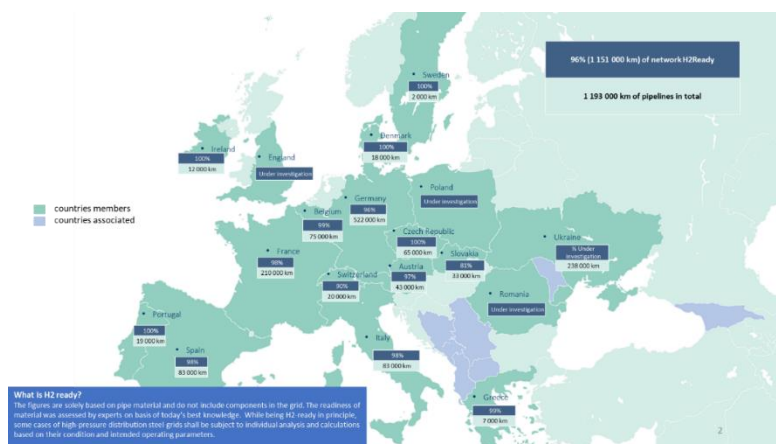 96% (1 151 000 km) of network H2Ready
1 193 000 km of pipelines in total
Sweden
100%
2 000 km
Denmark
100%
18 000 km
Ireland
100%
12 000 km
England
Under investigation
Poland
Under investigation
Germany
96%
522 000 km
Belgium
99%
75 000 km
countries members
countries associated
Czech Republic
100%
65 000 km
Ukraine
% Under
Investigation
238 000 km
Slovakia
33 000 km
France
98%
210 000 km
Austria
97%
43 000 km
Switzerland
90%
20 000 km
Romania
Under investigation
Portugal
100%
19 000 km
Spain
98%
83 000 km
Italy
98%
83 000 km
Greece
99%
7 000 km
What is H2 ready?
The figures are solely based on pipe material and do not include components in the grid. The readiness of
material was assessed by experts on basis of today's best knowledge. While being H2-ready in principle,
some cases of high-pressure distribution steel grids shall be subject to individual analysis and calculations
based on their condition and intended operating parameters.
2